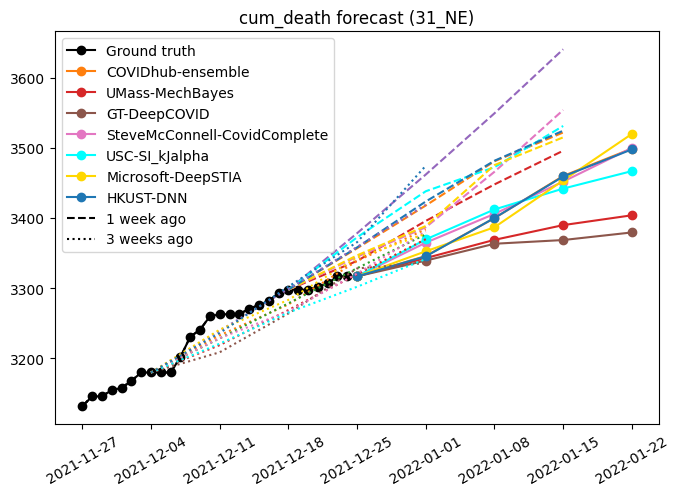 cum_death forecast (31_NE)
3600
3500
3400
3300
3200
Ground truth
COVIDhub-ensemble
UMass-MechBayes
GT-DeepCOVID
SteveMcConnell-CovidComplete
USC-SI_kJalpha
Microsoft-DeepSTIA
HKUST-DNN
1 week ago
3 weeks ago
2021-11-27
2021-12-04
2021-12-11
2021-12-18
2021-12-25
2022-01-01
2022-01-08
2022-01-15
2022-01-22